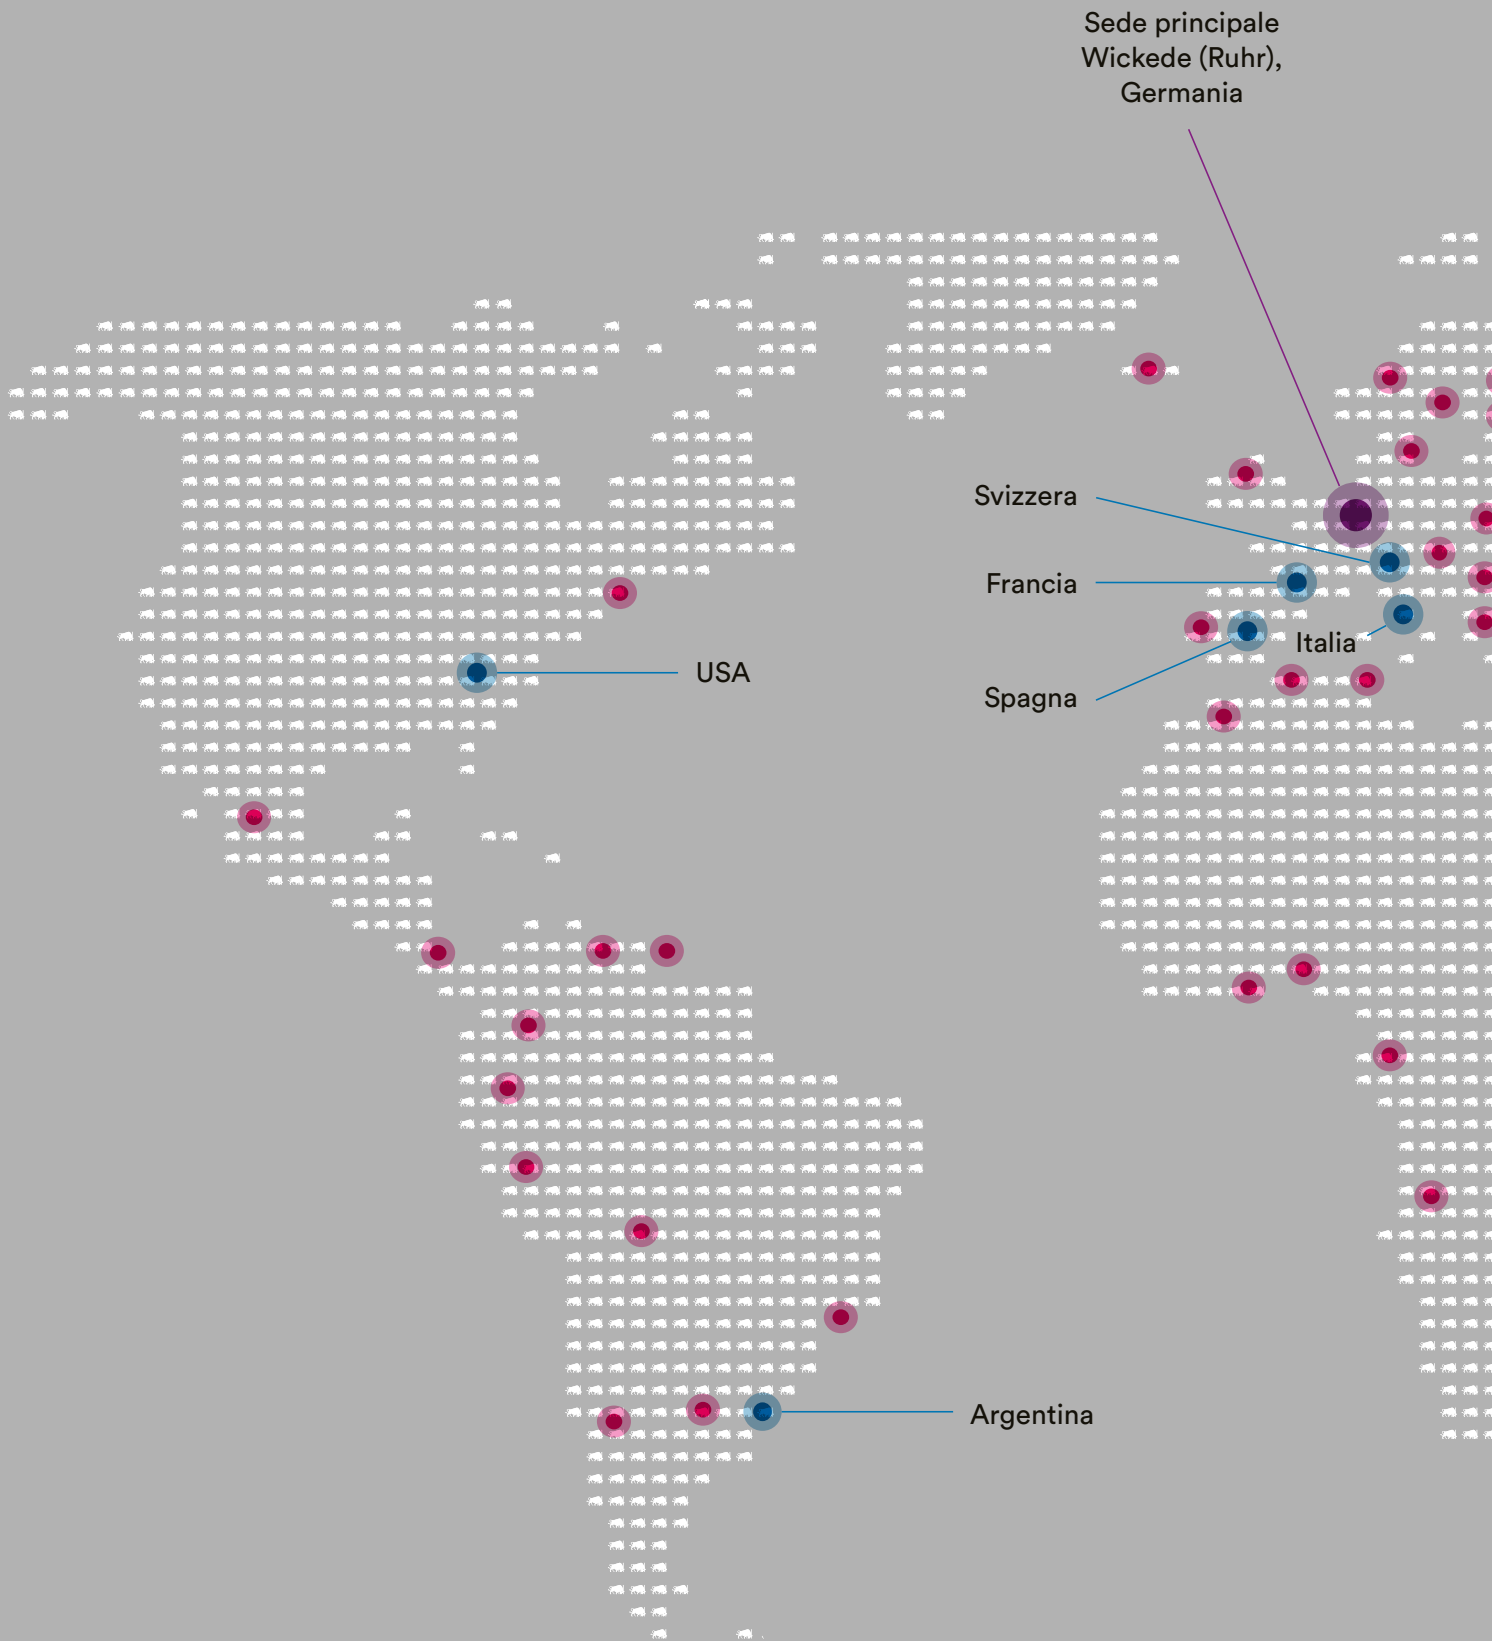 Sede principale
Wickede (Ruhr),
Germania
Svizzera
Francia
Italia
USA
Spagna
Argentina